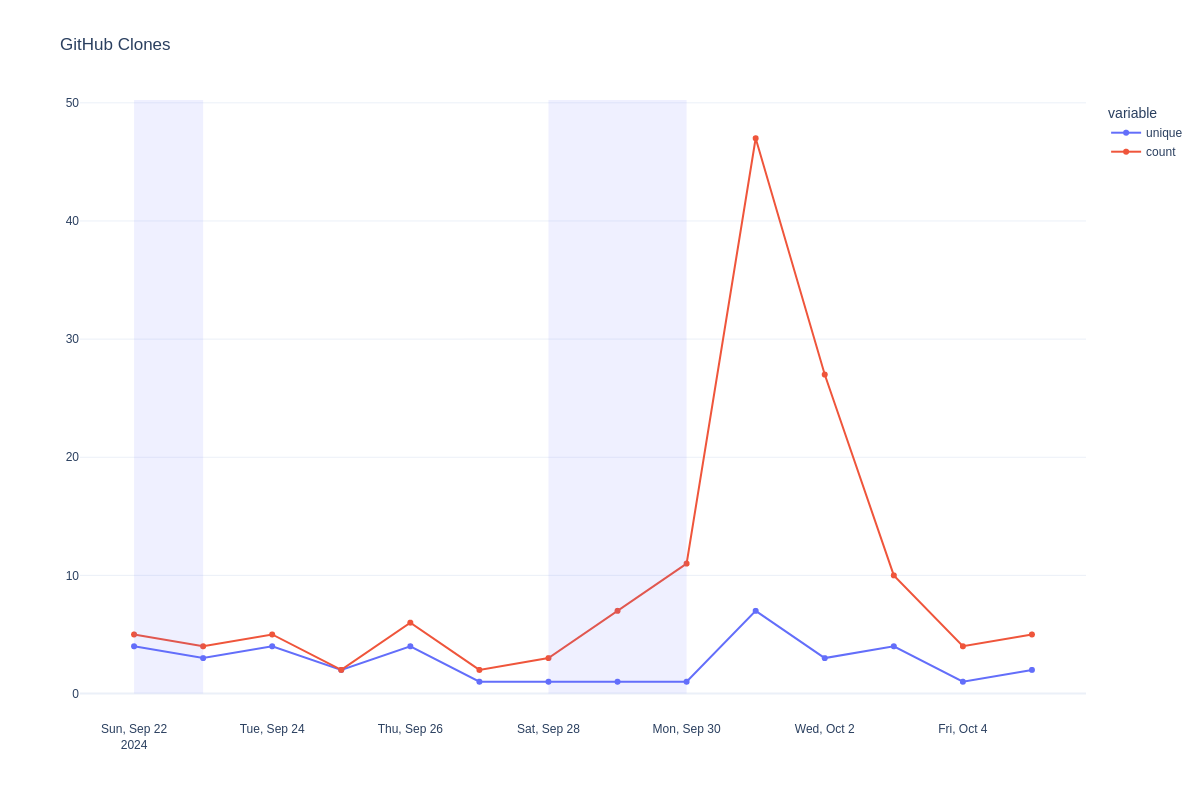 GitHub Clones
50
40
30
20
10
0
Sun, Sep 22
2024
Tue, Sep 24
Thu, Sep 26
Sat, Sep 28
Mon, Sep 30
Wed, Oct 2
Fri, Oct 4
variable
unique
count